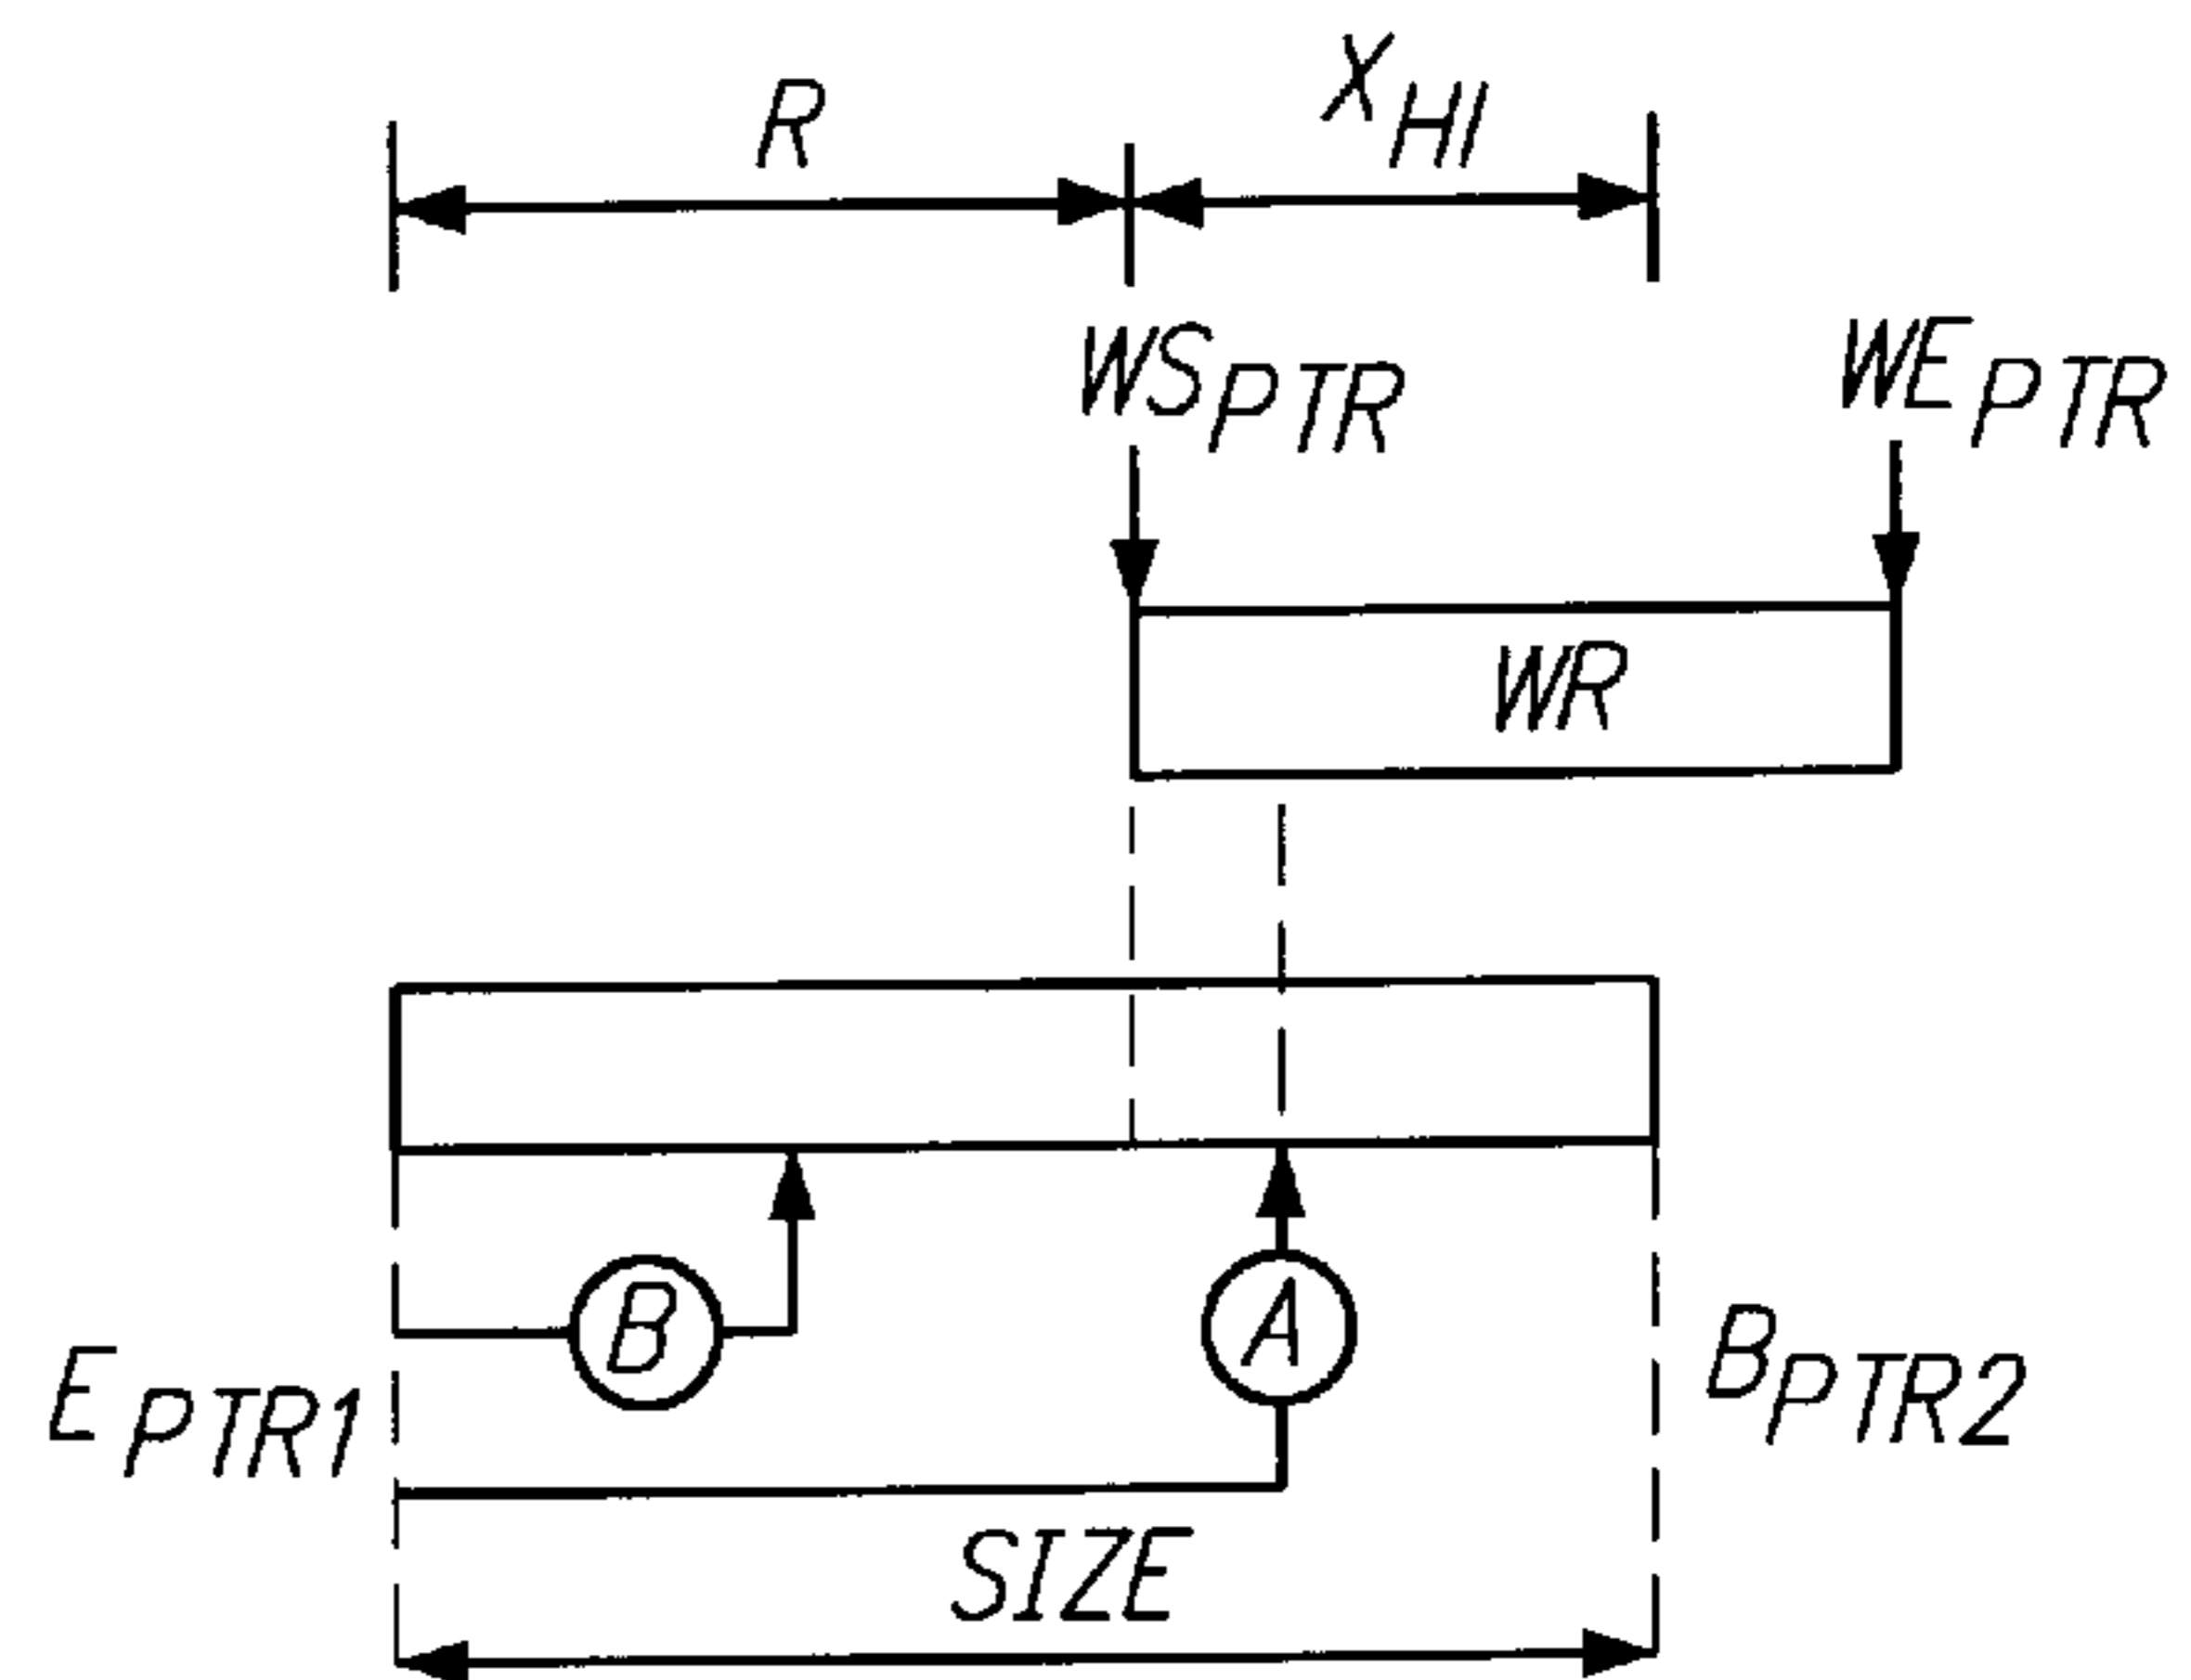 R
X_HI
WS_PTR
WE_PTR
WR
B
A
E_PTR1
B_PTR2
SIZE